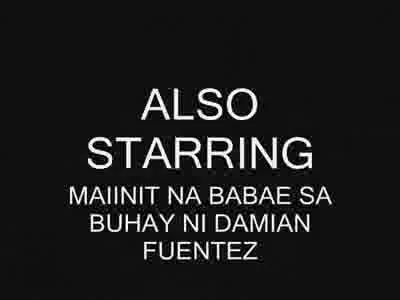 ALSO
STARRING
MAIINIT NA BABAE SA
BUHAY NI DAMIAN
FUENTEZ